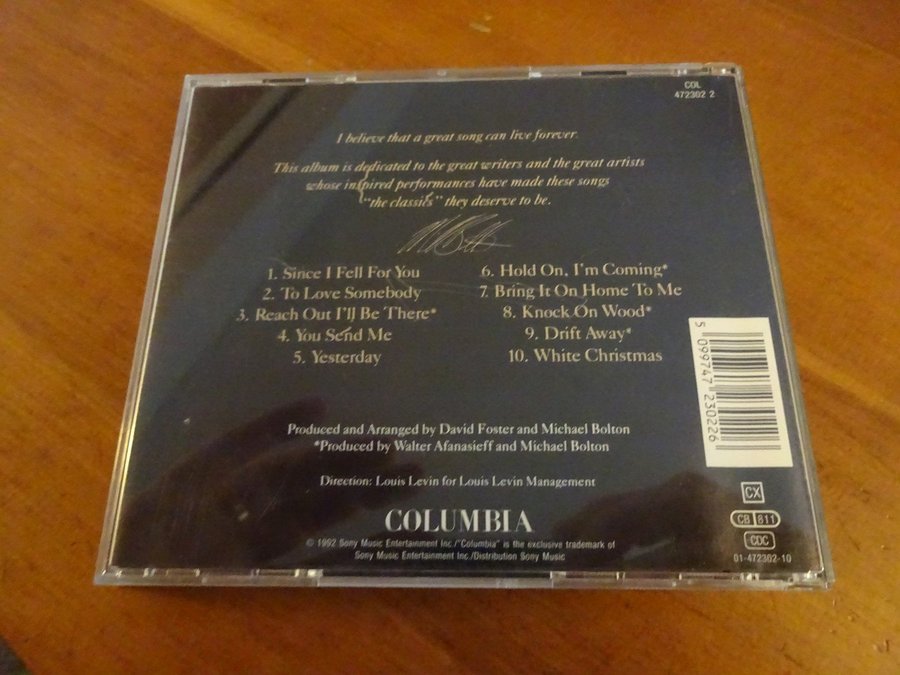 COL
472302 2
I believe that a great song can live forever.
This album is dedicated to the great writers and the great artists
whose inspired performances have made these songs
"the classics" they deserve to be.
1. Since I Fell For You
2. To Love Somebody
3. Reach Out I'll Be There*
4. You Send Me
5. Yesterday
6. Hold On, I'm Coming*
7. Bring It On Home To Me
8. Knock On Wood*
9. Drift Away*
10. White Christmas
5 099747 230226
Produced and Arranged by David Foster and Michael Bolton
*Produced by Walter Afanasieff and Michael Bolton
Direction: Louis Levin for Louis Levin Management
COLUMBIA
© 1992 Sony Music Entertainment Inc./"Columbia" is the exclusive trademark of
Sony Music Entertainment Inc./Distribution Sony Music
CX
CB 811
CDC
01-472302-10